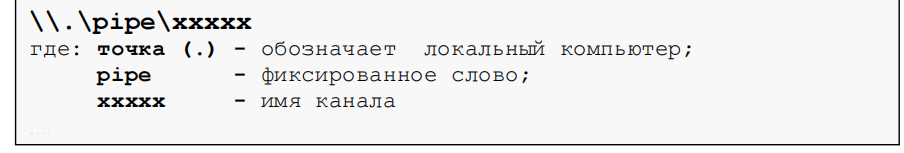 \\.\pipe\xxxxx
где: точка (.) - обозначает локальный компьютер;
pipe - фиксированное слово;
xxxxx - имя канала